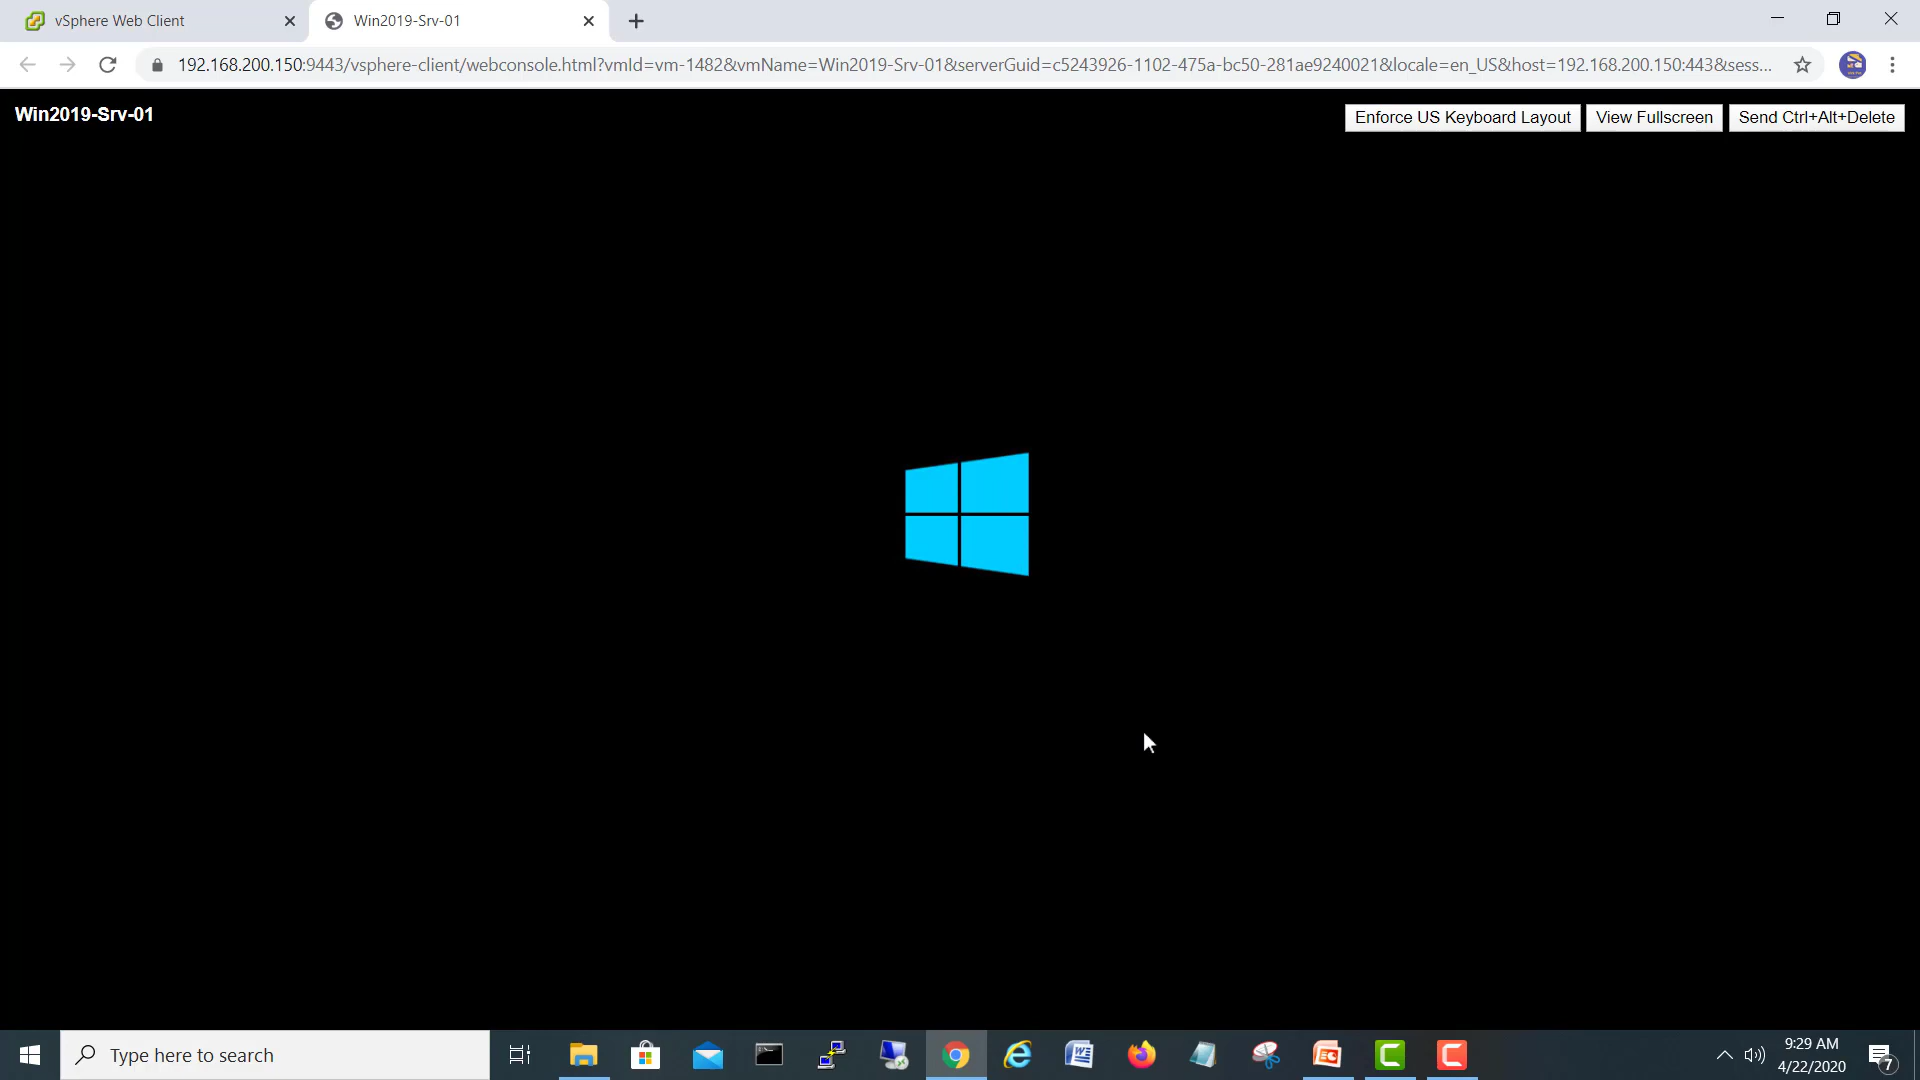 vSphere Web Client
Win2019-Srv-01
192.168.200.150:9443/vsphere-client/webconsole.html?vmId=vm-1482&vmName=Win2019-Srv-01&serverGuid=c5243926-1102-475a-bc50-281ae9240021&locale=en_US&host=192.168.200.150:443&sess...
Win2019-Srv-01
Enforce US Keyboard Layout
View Fullscreen
Send Ctrl+Alt+Delete
Type here to search
9:29 AM
4/22/2020
7